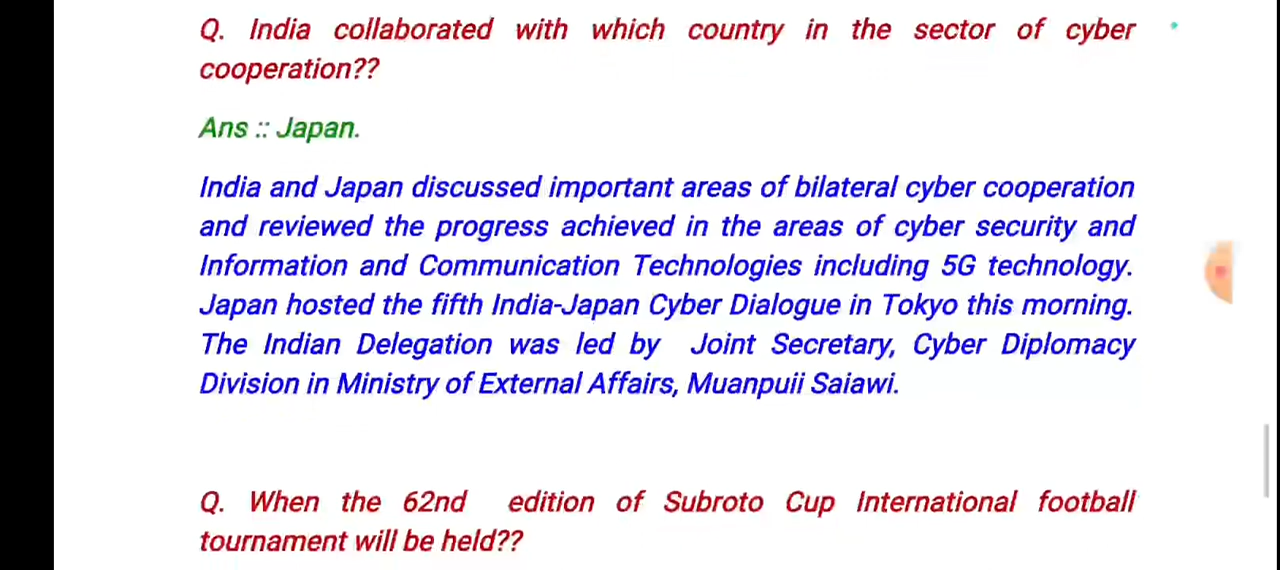 Q. India collaborated with which country in the sector of cyber
cooperation??
Ans :: Japan.
India and Japan discussed important areas of bilateral cyber cooperation
and reviewed the progress achieved in the areas of cyber security and
Information and Communication Technologies including 5G technology.
Japan hosted the fifth India-Japan Cyber Dialogue in Tokyo this morning.
The Indian Delegation was led by Joint Secretary, Cyber Diplomacy
Division in Ministry of External Affairs, Muanpuii Saiawi.
Q. When the 62nd edition of Subroto Cup International football
tournament will be held??